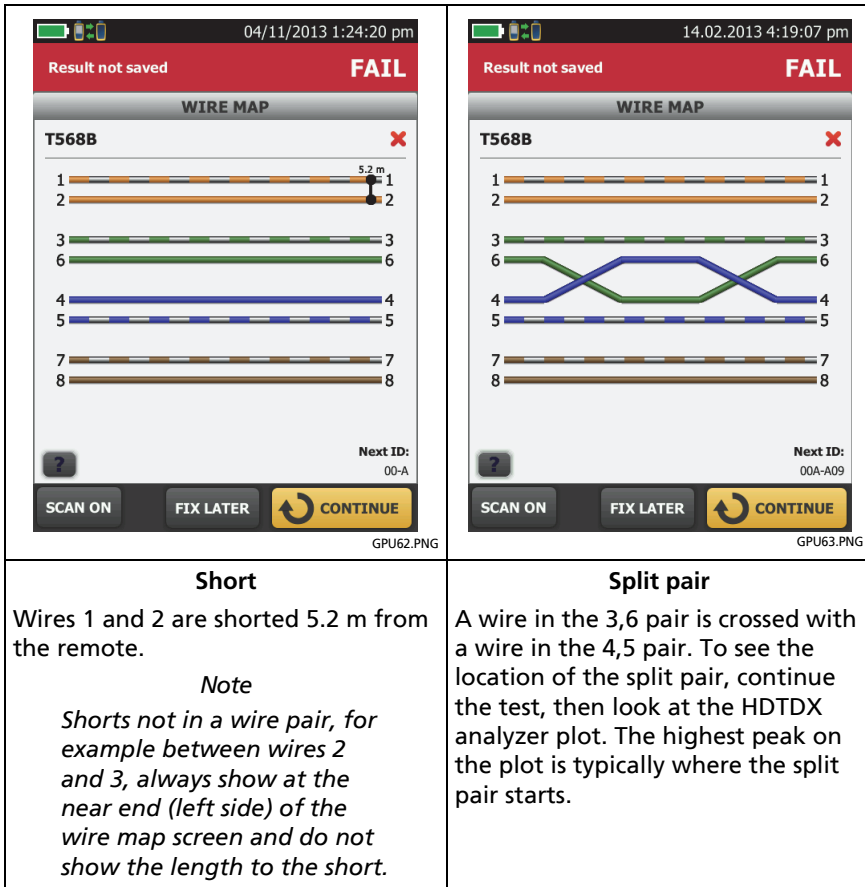 04/11/2013 1:24:20 pm
Result not saved FAIL
WIRE MAP
T568B
5.2 m
1 1
2 2
3 3
6 6
4 4
5 5
7 7
8 8
Next ID:
?
00-A
SCAN ON FIX LATER CONTINUE
GPU62.PNG
14.02.2013 4:19:07 pm
Result not saved FAIL
WIRE MAP
T568B
1 1
2 2
3 3
6 6
4 4
5 5
7 7
8 8
Next ID:
?
00A-A09
SCAN ON FIX LATER CONTINUE
GPU63.PNG
Short
Wires 1 and 2 are shorted 5.2 m from
the remote.
Note
Shorts not in a wire pair, for
example between wires 2
and 3, always show at the
near end (left side) of the
wire map screen and do not
show the length to the short.
Split pair
A wire in the 3,6 pair is crossed with
a wire in the 4,5 pair. To see the
location of the split pair, continue
the test, then look at the HDTDX
analyzer plot. The highest peak on
the plot is typically where the split
pair starts.